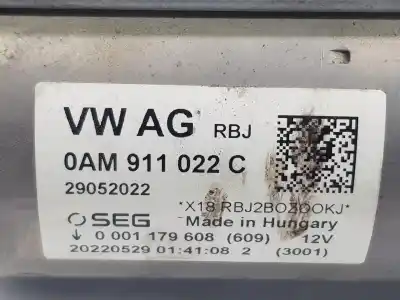 VW AG RBJ
0AM 911 022 C
29052022
*X18 RBJ2BOZOOKJ*
SEG Made in Hungary
0 001 179 608 (609) 12V
20220529 01:41:08 2 (3001)